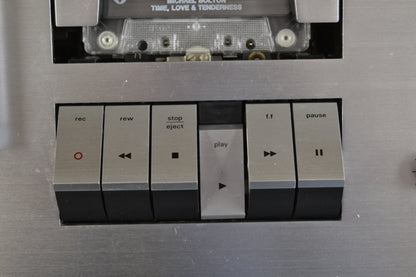 MICHAEL BOLTON
TIME, LOVE & TENDERNESS
rec
rew
stop
eject
play
f.f
pause